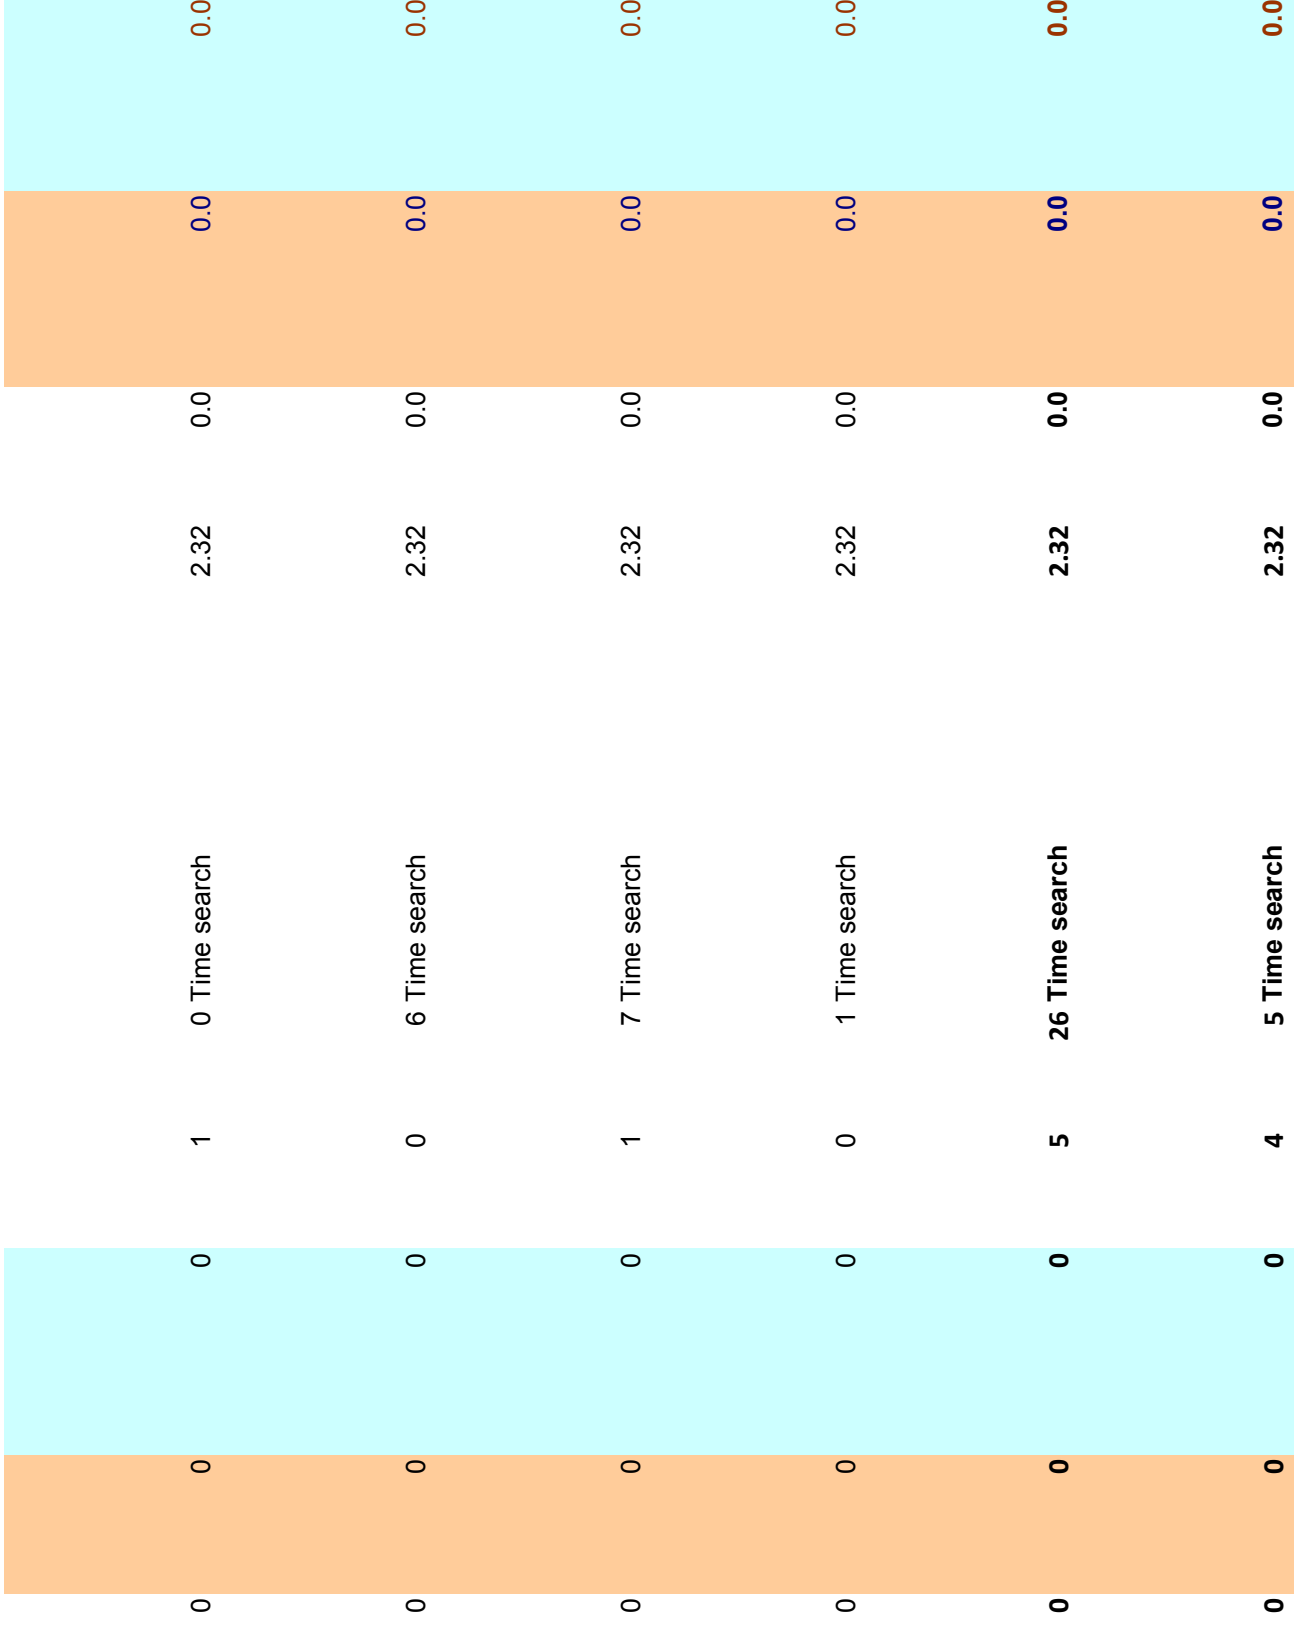 0 0 0 1 0 Time search 2.32 0.0 0.0 0.0
0 0 0 0 6 Time search 2.32 0.0 0.0 0.0
0 0 0 1 7 Time search 2.32 0.0 0.0 0.0
0 0 0 0 1 Time search 2.32 0.0 0.0 0.0
0 0 0 5 26 Time search 2.32 0.0 0.0 0.0
0 0 0 4 5 Time search 2.32 0.0 0.0 0.0